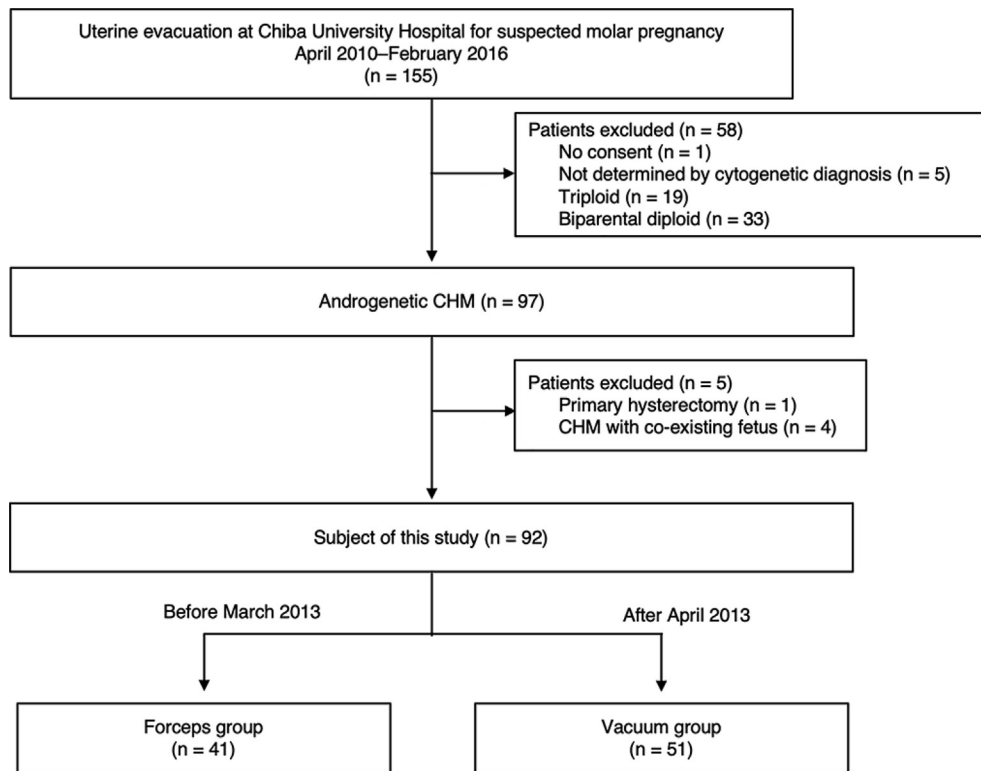 Uterine evacuation at Chiba University Hospital for suspected molar pregnancy
April 2010–February 2016
(n = 155)
Patients excluded (n = 58)
No consent (n = 1)
Not determined by cytogenetic diagnosis (n = 5)
Triploid (n = 19)
Biparental diploid (n = 33)
Androgenetic CHM (n = 97)
Patients excluded (n = 5)
Primary hysterectomy (n = 1)
CHM with co-existing fetus (n = 4)
Subject of this study (n = 92)
Before March 2013
After April 2013
Forceps group
(n = 41)
Vacuum group
(n = 51)